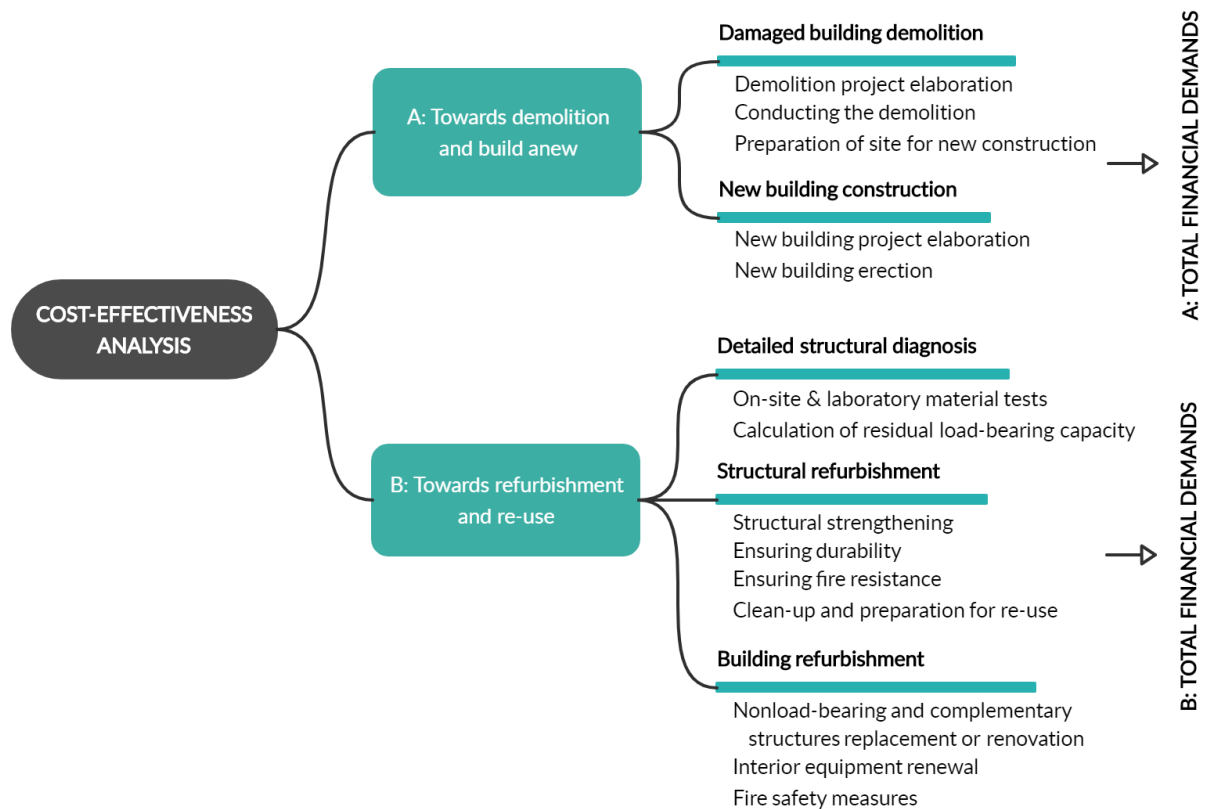 COST-EFFECTIVENESS
ANALYSIS
A: Towards demolition
and build anew
Damaged building demolition
Demolition project elaboration
Conducting the demolition
Preparation of site for new construction
New building construction
New building project elaboration
New building erection
A: TOTAL FINANCIAL DEMANDS
B: Towards refurbishment
and re-use
Detailed structural diagnosis
On-site & laboratory material tests
Calculation of residual load-bearing capacity
Structural refurbishment
Structural strengthening
Ensuring durability
Ensuring fire resistance
Clean-up and preparation for re-use
Building refurbishment
Nonload-bearing and complementary
structures replacement or renovation
Interior equipment renewal
Fire safety measures
B: TOTAL FINANCIAL DEMANDS